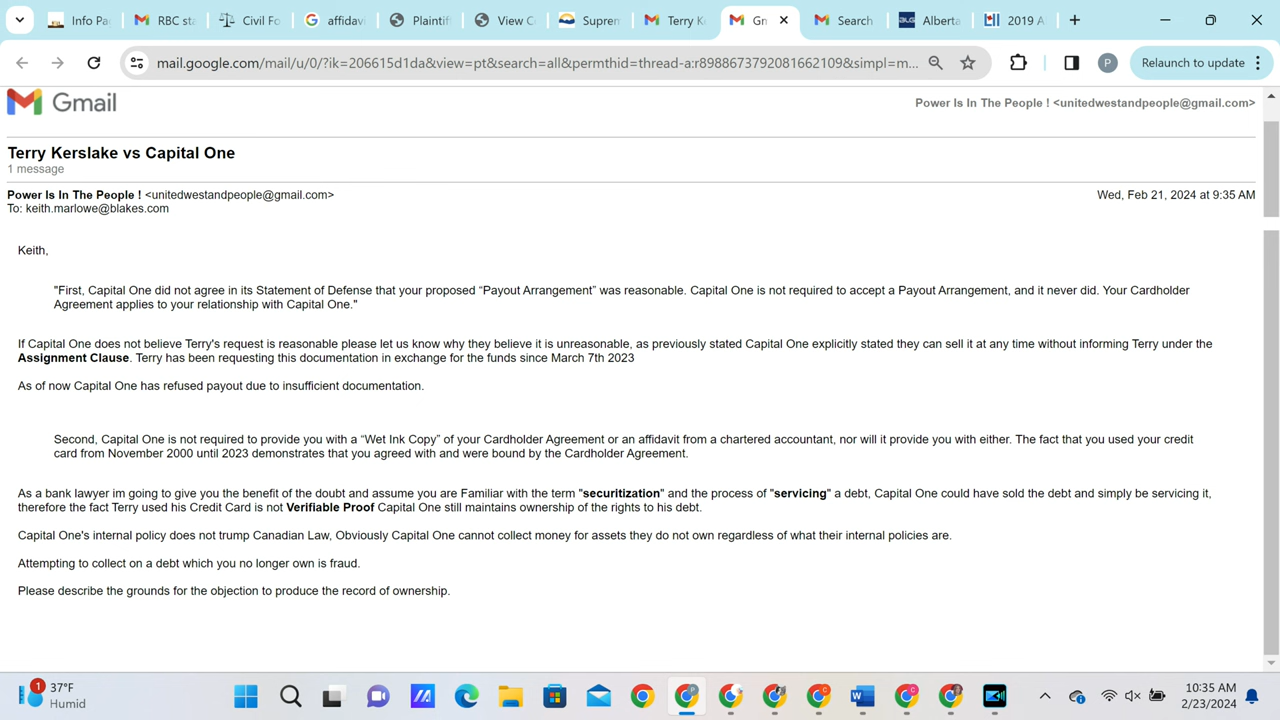 Info Pa
RBC sta
Civil Fo
affidavi
Plaintif
View C
Suprem
Terry K
Gm
Search
Alberta
2019 A
mail.google.com/mail/u/0/?ik=206615d1da&view=pt&search=all&permthid=thread-a:r8988673792081662109&simpl=m...
P
Relaunch to update
Gmail
Power Is In The People ! <unitedwestandpeople@gmail.com>
Terry Kerslake vs Capital One
1 message
Power Is In The People ! <unitedwestandpeople@gmail.com>
Wed, Feb 21, 2024 at 9:35 AM
To: keith.marlowe@blakes.com
Keith,
"First, Capital One did not agree in its Statement of Defense that your proposed “Payout Arrangement” was reasonable. Capital One is not required to accept a Payout Arrangement, and it never did. Your Cardholder
Agreement applies to your relationship with Capital One."
If Capital One does not believe Terry's request is reasonable please let us know why they believe it is unreasonable, as previously stated Capital One explicitly stated they can sell it at any time without informing Terry under the
Assignment Clause. Terry has been requesting this documentation in exchange for the funds since March 7th 2023
As of now Capital One has refused payout due to insufficient documentation.
Second, Capital One is not required to provide you with a “Wet Ink Copy” of your Cardholder Agreement or an affidavit from a chartered accountant, nor will it provide you with either. The fact that you used your credit
card from November 2000 until 2023 demonstrates that you agreed with and were bound by the Cardholder Agreement.
As a bank lawyer im going to give you the benefit of the doubt and assume you are Familiar with the term "securitization" and the process of "servicing" a debt, Capital One could have sold the debt and simply be servicing it,
therefore the fact Terry used his Credit Card is not Verifiable Proof Capital One still maintains ownership of the rights to his debt.
Capital One's internal policy does not trump Canadian Law, Obviously Capital One cannot collect money for assets they do not own regardless of what their internal policies are.
Attempting to collect on a debt which you no longer own is fraud.
Please describe the grounds for the objection to produce the record of ownership.
1
37°F
Humid
10:35 AM
2/23/2024